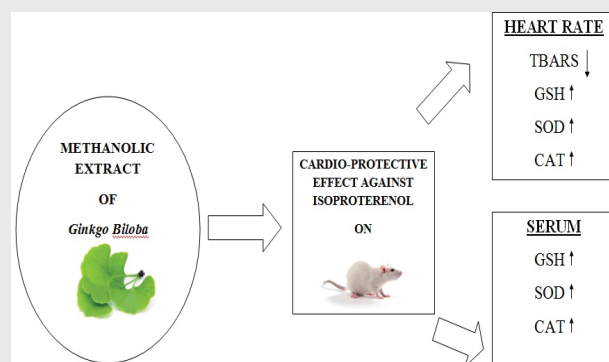 METHANOLIC
EXTRACT
OF
Ginkgo Biloba
CARDIO-PROTECTIVE
EFFECT AGAINST
ISOPROTERENOL
ON
HEART RATE
TBARS ↓
GSH ↑
SOD ↑
CAT ↑
SERUM
GSH ↑
SOD ↑
CAT ↑